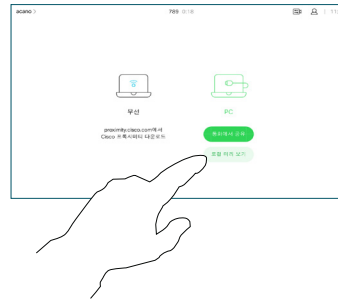 acano
789
무선
PC
proximity.cisco.com에서
Cisco 프록시미티 다운로드
통화에서 공유
로컬 미리 보기